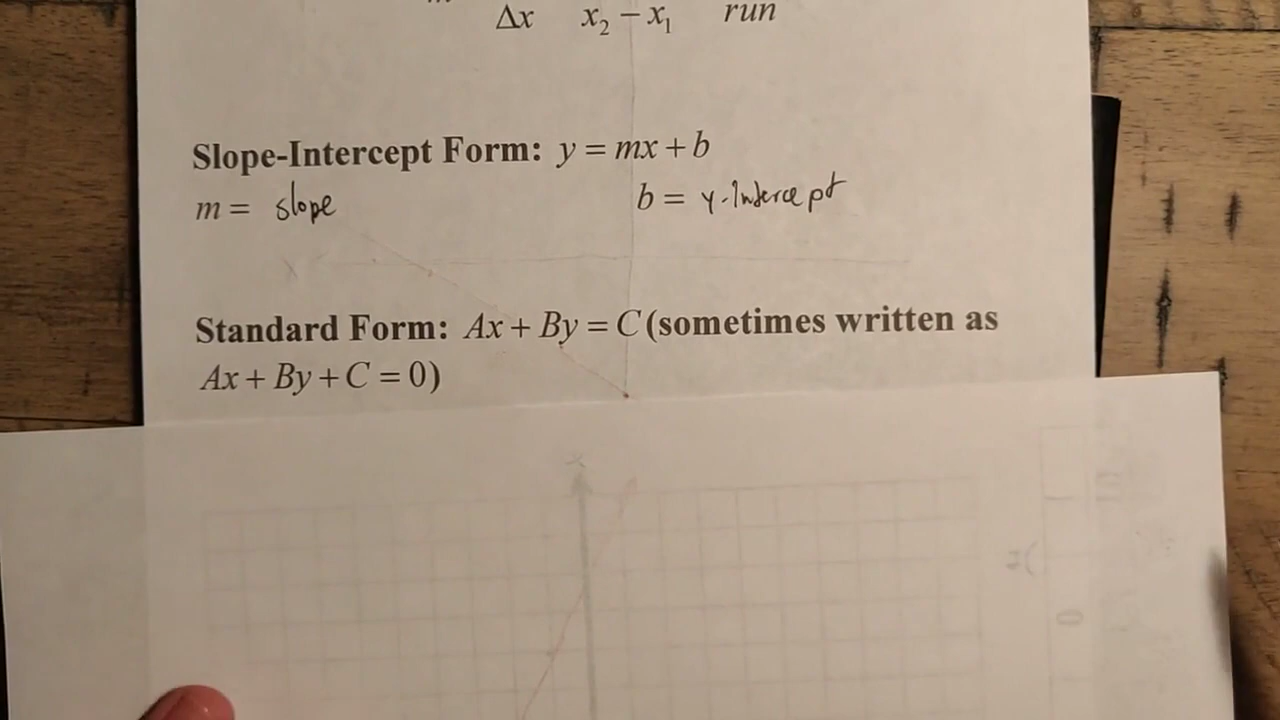 Δx x₂ − x₁ run
Slope-Intercept Form: y = mx + b
m = slope b = y-Intercept
Standard Form: Ax + By = C (sometimes written as
Ax + By + C = 0)